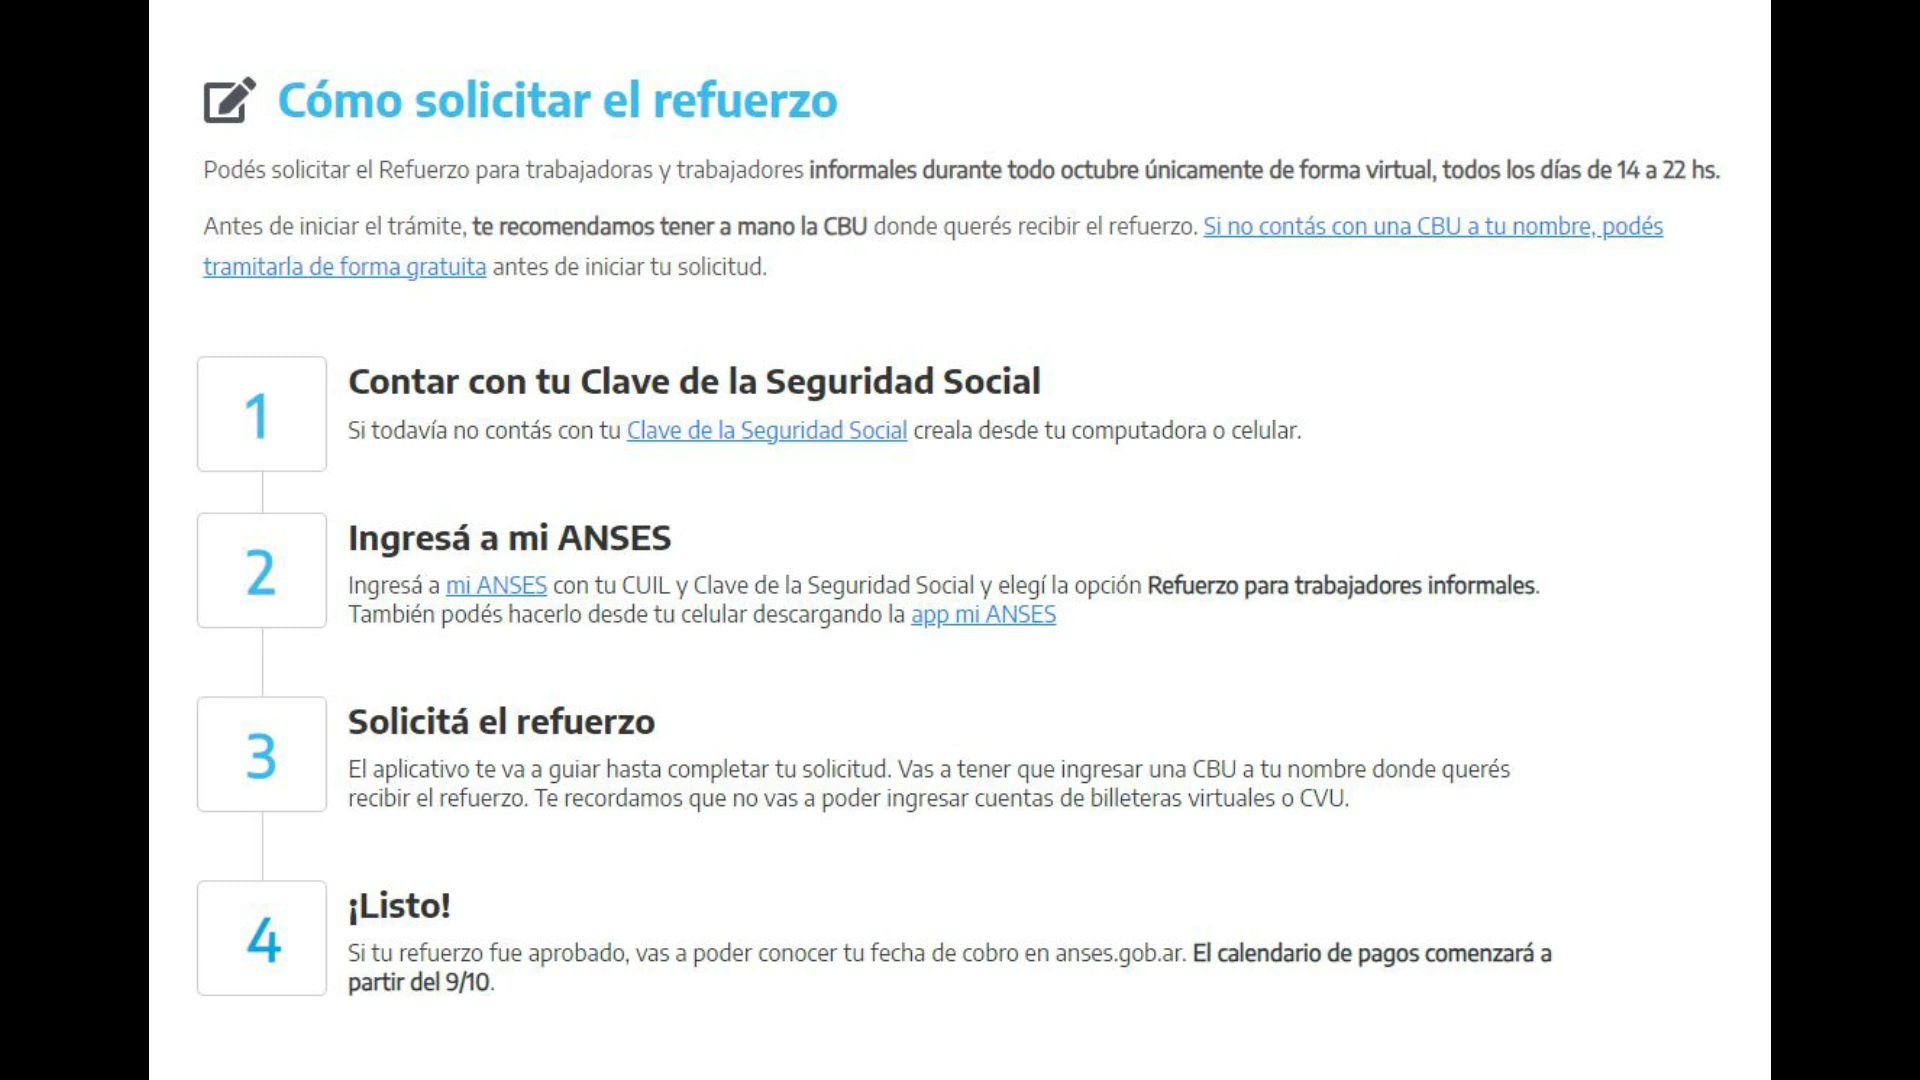 Cómo solicitar el refuerzo
Podés solicitar el Refuerzo para trabajadoras y trabajadores informales durante todo octubre únicamente de forma virtual, todos los días de 14 a 22 hs.
Antes de iniciar el trámite, te recomendamos tener a mano la CBU donde querés recibir el refuerzo. Si no contás con una CBU a tu nombre, podés
tramitarla de forma gratuita antes de iniciar tu solicitud.
1
Contar con tu Clave de la Seguridad Social
Si todavía no contás con tu Clave de la Seguridad Social creala desde tu computadora o celular.
2
Ingresá a mi ANSES
Ingresá a mi ANSES con tu CUIL y Clave de la Seguridad Social y elegí la opción Refuerzo para trabajadores informales.
También podés hacerlo desde tu celular descargando la app mi ANSES
3
Solicitá el refuerzo
El aplicativo te va a guiar hasta completar tu solicitud. Vas a tener que ingresar una CBU a tu nombre donde querés
recibir el refuerzo. Te recordamos que no vas a poder ingresar cuentas de billeteras virtuales o CVU.
4
¡Listo!
Si tu refuerzo fue aprobado, vas a poder conocer tu fecha de cobro en anses.gob.ar. El calendario de pagos comenzará a
partir del 9/10.